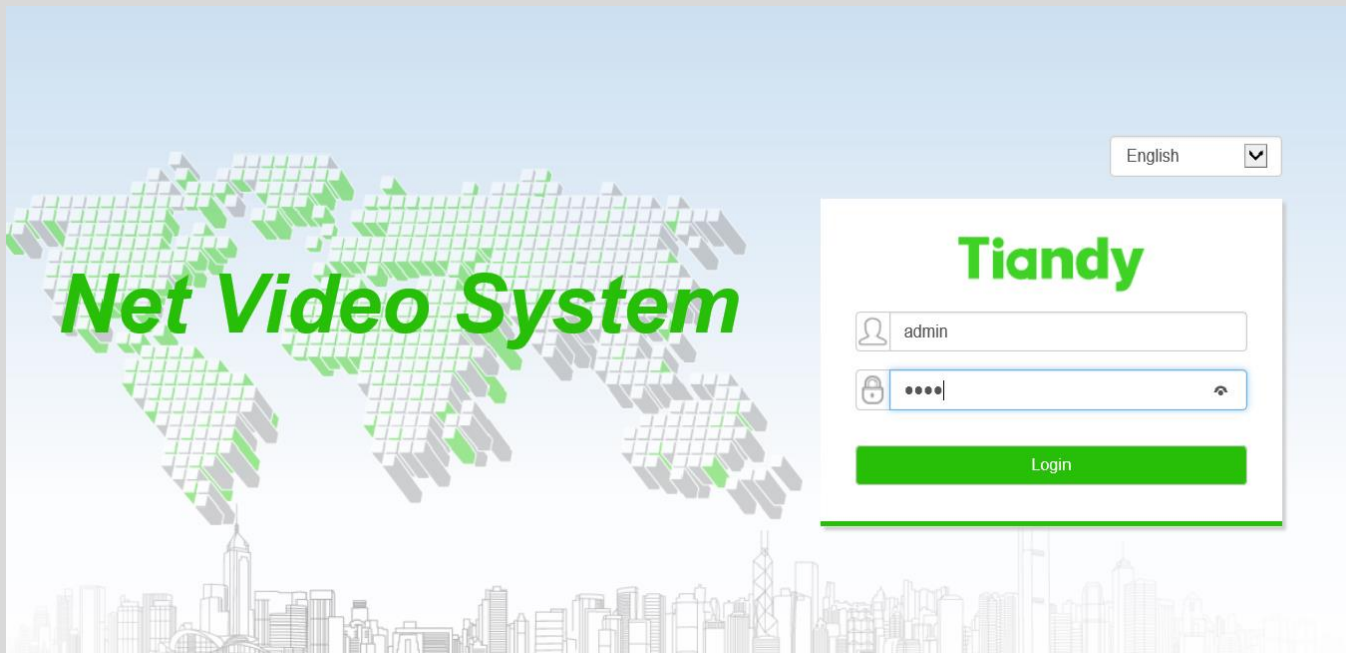 English
Tiandy
Net Video System
admin
••••
Login